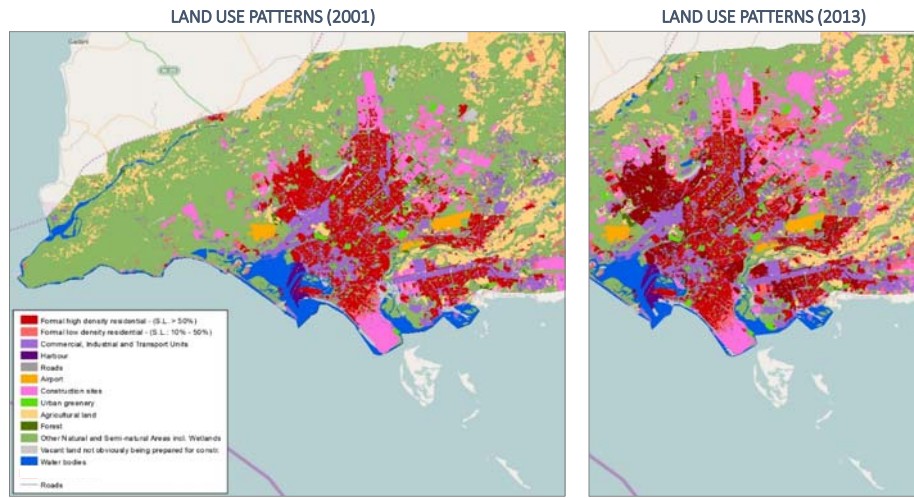 LAND USE PATTERNS (2001)
LAND USE PATTERNS (2013)
Gadani
Formal high density residential - (S.L. > 50%)
Formal low density residential - (S.L.: 10% - 50%)
Commercial, Industrial and Transport Units
Harbour
Roads
Airport
Construction sites
Urban greenery
Agricultural land
Forest
Other Natural and Semi-natural Areas incl. Wetlands
Vacant land not obviously being prepared for constr.
Water bodies
Roads